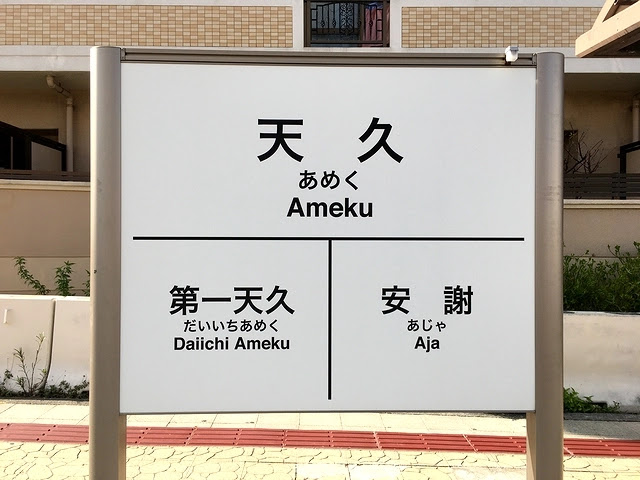 天 久
あめく
Ameku
第一天久
だいいちあめく
Daiichi Ameku
安 謝
あじゃ
Aja